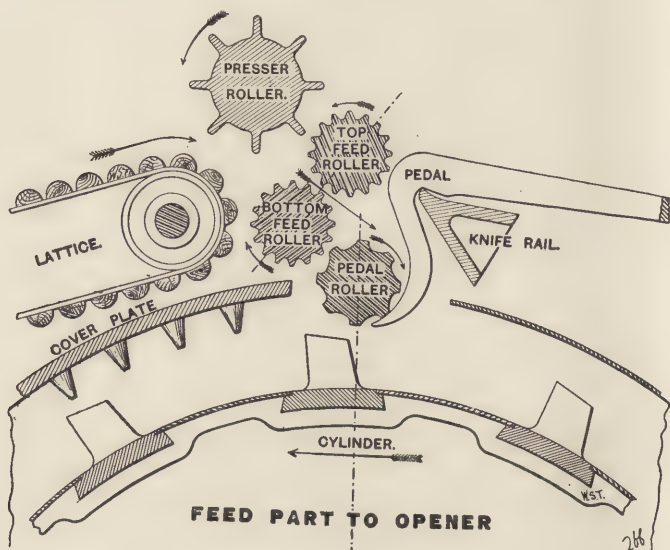 PRESSER
ROLLER.
TOP
FEED
ROLLER
PEDAL
BOTTOM
FEED
ROLLER
KNIFE RAIL.
LATTICE.
PEDAL
ROLLER
COVER PLATE
CYLINDER.
W.S.T.
FEED PART TO OPENER
266